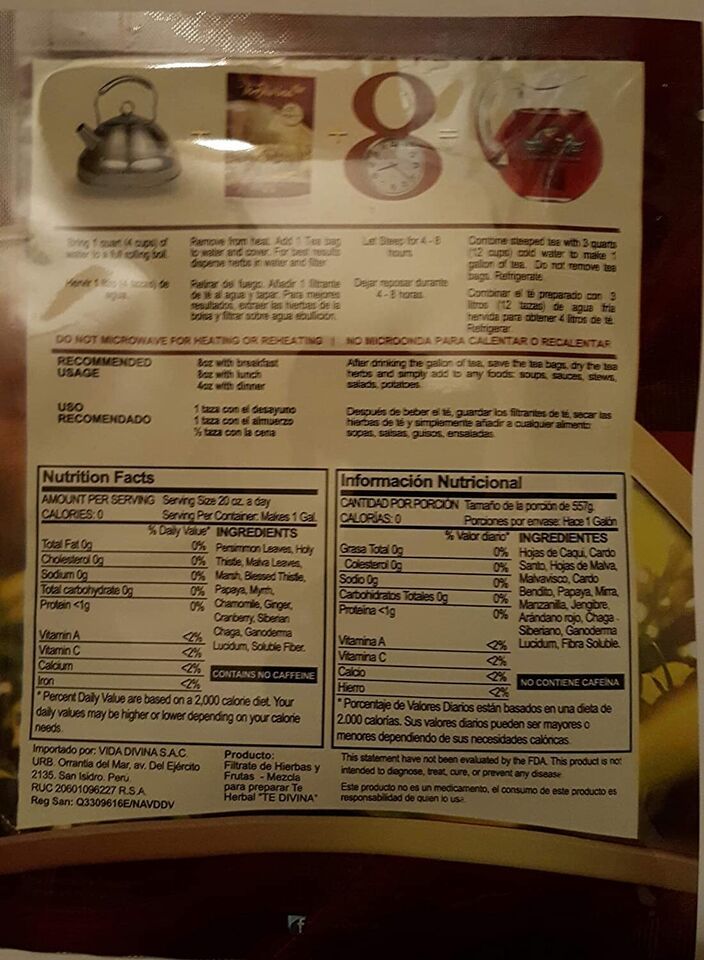 8
Bring 1 quart (4 cups) of
water to a full rolling boil.
Hervir 1 litro (4 tazas) de
agua.
Remove from heat. Add 1 Tea bag
to water and cover. For best results
disperse herbs in water and filter
Retirar del fuego. Añadir 1 filtrante
de té al agua y tapar. Para mejores
resultados, extraer las hierbas de la
bolsa y filtrar sobre agua ebullición.
Let Steep for 4 - 8
hours
Dejar reposar durante
4 - 8 horas.
Combine steeped tea with 3 quarts
(12 cups) cold water to make 1
gallon of tea. Do not remove tea
bags. Refrigerate.
Combinar el té preparado con 3
litros (12 tazas) de agua fría
hervida para obtener 4 litros de té.
Refrigerar.
DO NOT MICROWAVE FOR HEATING OR REHEATING | NO MICROONDA PARA CALENTAR O RECALENTAR
RECOMMENDED
USAGE
8oz with breakfast
8oz with lunch
4oz with dinner
After drinking the gallon of tea, save the tea bags, dry the tea
herbs and simply add to any foods: soups, sauces, stews,
salads, potatoes.
USO
RECOMENDADO
1 taza con el desayuno
1 taza con el almuerzo
½ taza con la cena
Después de beber el té, guardar los filtrantes de té, secar las
hierbas de té y simplemente añadir a cualquier alimento:
sopas, salsas, guisos, ensaladas.
Nutrition Facts
AMOUNT PER SERVING Serving Size 20 oz. a day
CALORIES: 0 Serving Per Container: Makes 1 Gal.
% Daily Value*
Total Fat 0g 0%
Cholesterol 0g 0%
Sodium 0g 0%
Total carbohydrate 0g 0%
Protein <1g 0%
Vitamin A <2%
Vitamin C <2%
Calcium <2%
Iron <2%
INGREDIENTS
Persimmon Leaves, Holy
Thistle, Malva Leaves,
Marsh, Blessed Thistle,
Papaya, Myrrh,
Chamomile, Ginger,
Cranberry, Siberian
Chaga, Ganoderma
Lucidum, Soluble Fiber.
CONTAINS NO CAFFEINE
* Percent Daily Value are based on a 2,000 calorie diet. Your
daily values may be higher or lower depending on your calorie
needs.
Información Nutricional
CANTIDAD POR PORCIÓN Tamaño de la porción de 557g.
CALORÍAS: 0 Porciones por envase: Hace 1 Galón
% Valor diario*
Grasa Total 0g 0%
Colesterol 0g 0%
Sodio 0g 0%
Carbohidratos Totales 0g 0%
Proteína <1g 0%
Vitamina A <2%
Vitamina C <2%
Calcio <2%
Hierro <2%
INGREDIENTES
Hojas de Caqui, Cardo
Santo, Hojas de Malva,
Malvavisco, Cardo
Bendito, Papaya, Mirra,
Manzanilla, Jengibre,
Arándano rojo, Chaga -
Siberiano, Ganoderma
Lucidum, Fibra Soluble.
NO CONTIENE CAFEÍNA
* Porcentaje de Valores Diarios están basados en una dieta de
2.000 calorías. Sus valores diarios pueden ser mayores o
menores dependiendo de sus necesidades calóricas.
Importado por: VIDA DIVINA S.A.C.
URB. Orrantia del Mar, av. Del Ejército
2135. San Isidro. Peru
RUC 20601096227 R.S.A
Reg San: Q3309616E/NAVDDV
Producto:
Filtrate de Hierbas y
Frutas - Mezcla
para preparar Te
Herbal "TE DIVINA"
This statement have not been evaluated by the FDA. This product is not
intended to diagnose, treat, cure, or prevent any disease
Este producto no es un medicamento, el consumo de este producto es
responsabilidad de quien lo usa.
f